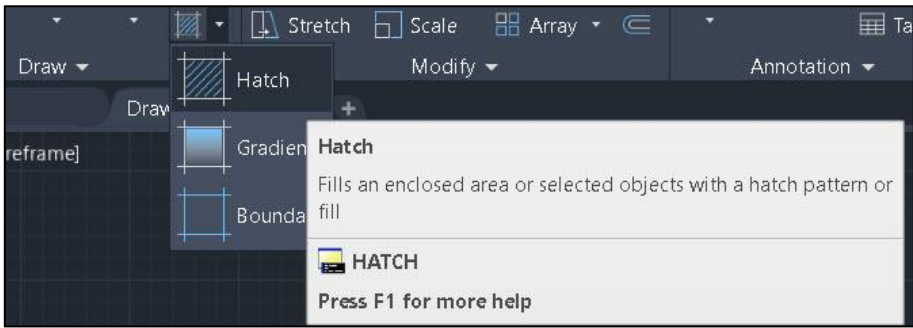 Stretch Scale Array Ta
Draw Modify Annotation
Hatch
Draw +
reframe]
Gradien
Bounda
Hatch
Fills an enclosed area or selected objects with a hatch pattern or
fill
HATCH
Press F1 for more help